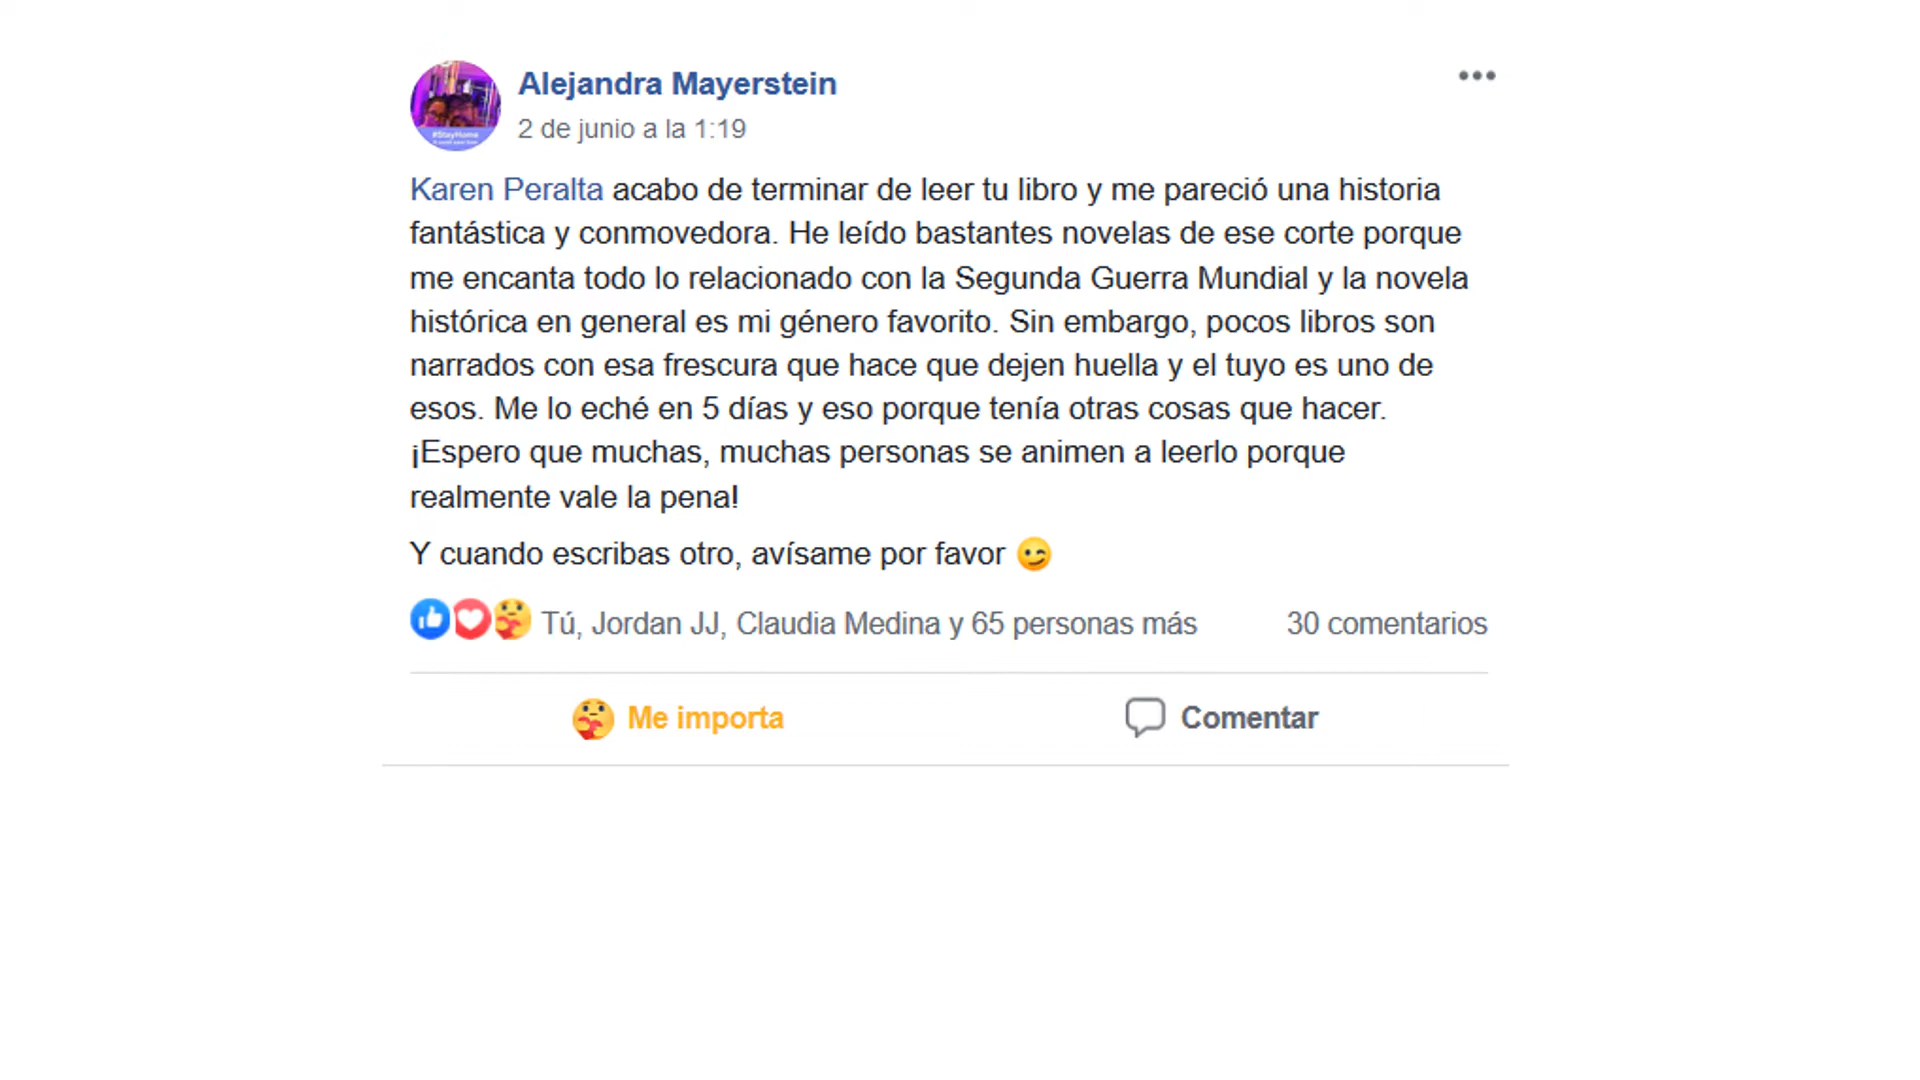 Alejandra Mayerstein
2 de junio a la 1:19
#StayHome
Karen Peralta acabo de terminar de leer tu libro y me pareció una historia
fantástica y conmovedora. He leído bastantes novelas de ese corte porque
me encanta todo lo relacionado con la Segunda Guerra Mundial y la novela
histórica en general es mi género favorito. Sin embargo, pocos libros son
narrados con esa frescura que hace que dejen huella y el tuyo es uno de
esos. Me lo eché en 5 días y eso porque tenía otras cosas que hacer.
¡Espero que muchas, muchas personas se animen a leerlo porque
realmente vale la pena!
Y cuando escribas otro, avísame por favor 😉
Tú, Jordan JJ, Claudia Medina y 65 personas más
30 comentarios
Me importa
Comentar